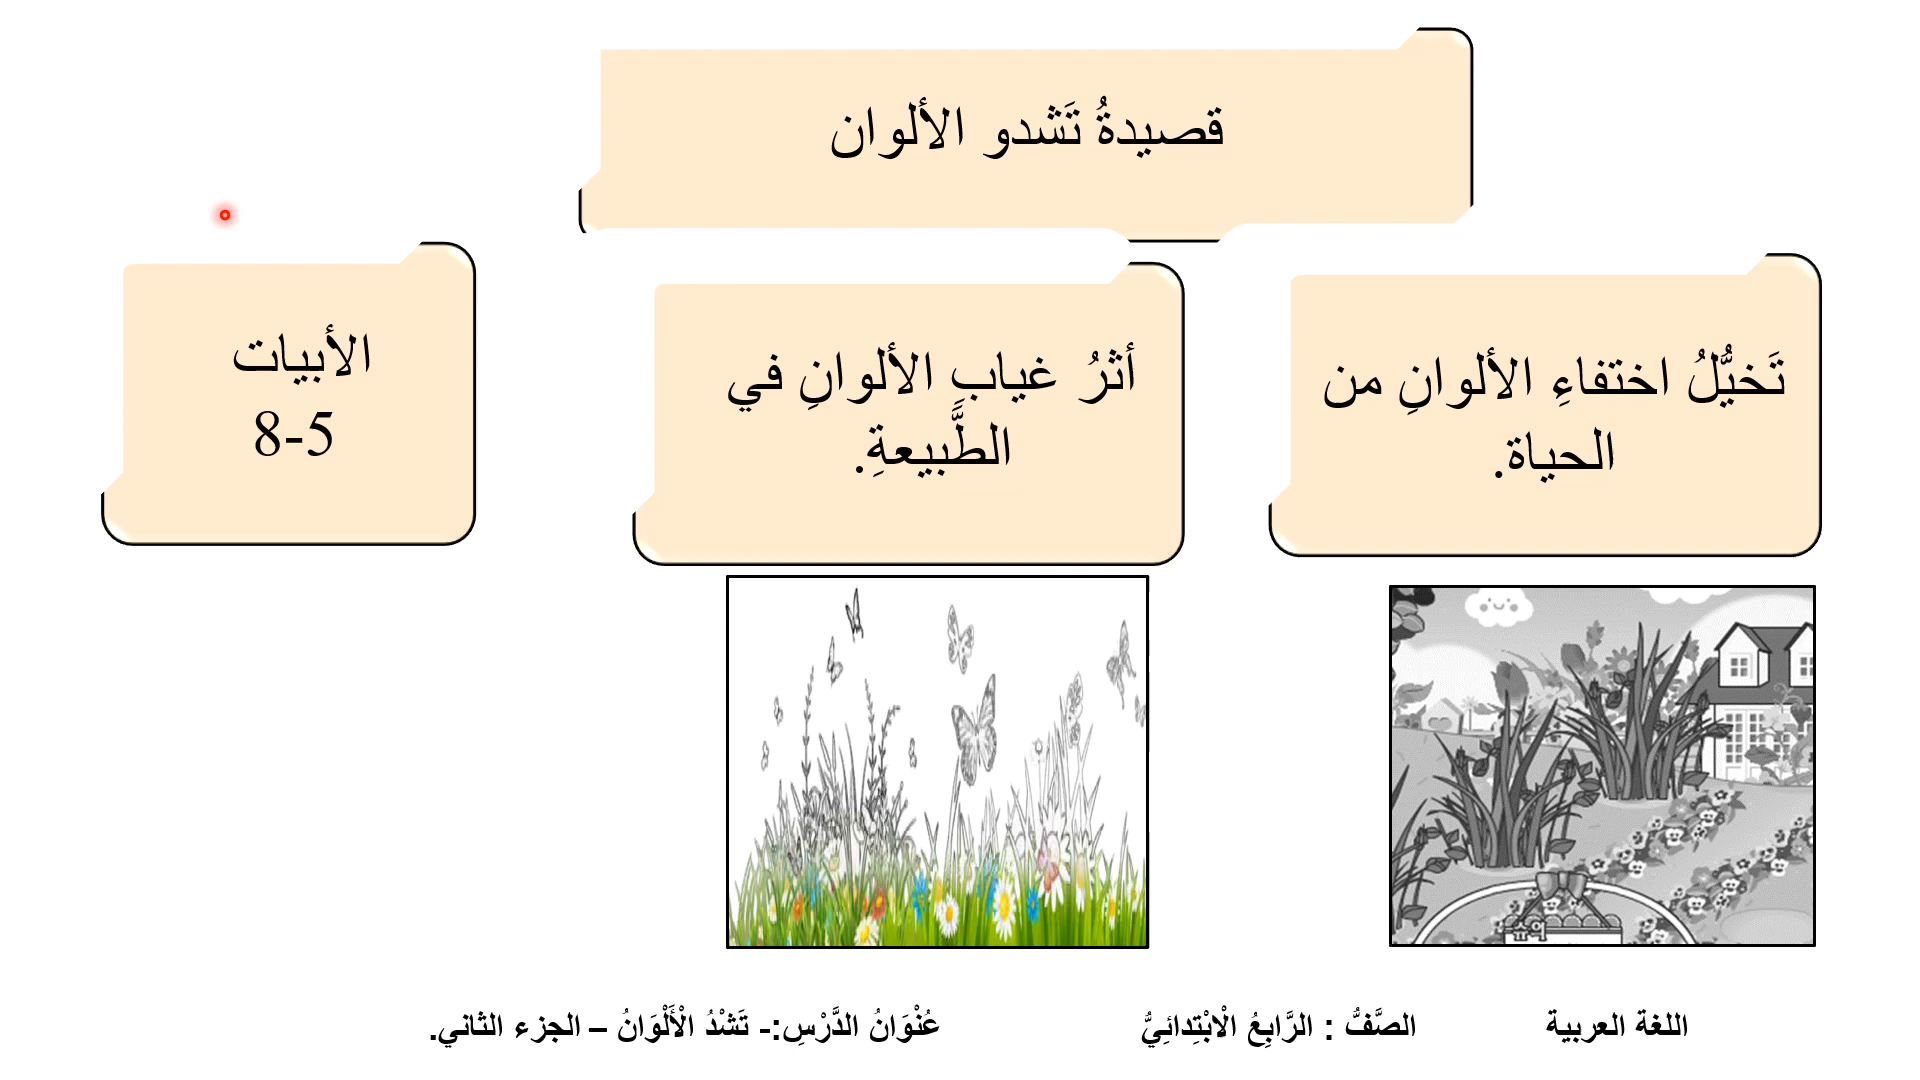 قصيدةُ تَشدو الألوان
تَخيُّلُ اختفاءِ الألوانِ من
الحياة.
أثرُ غيابِ الألوانِ في
الطَّبيعةِ.
الأبيات
8-5
اللغة العربية
الصَّفُّ : الرَّابِعُ الْابْتِدائِيُّ
عُنْوَانُ الدَّرْسِ:- تَشْدُ الْأَلْوَانُ – الجزء الثاني.